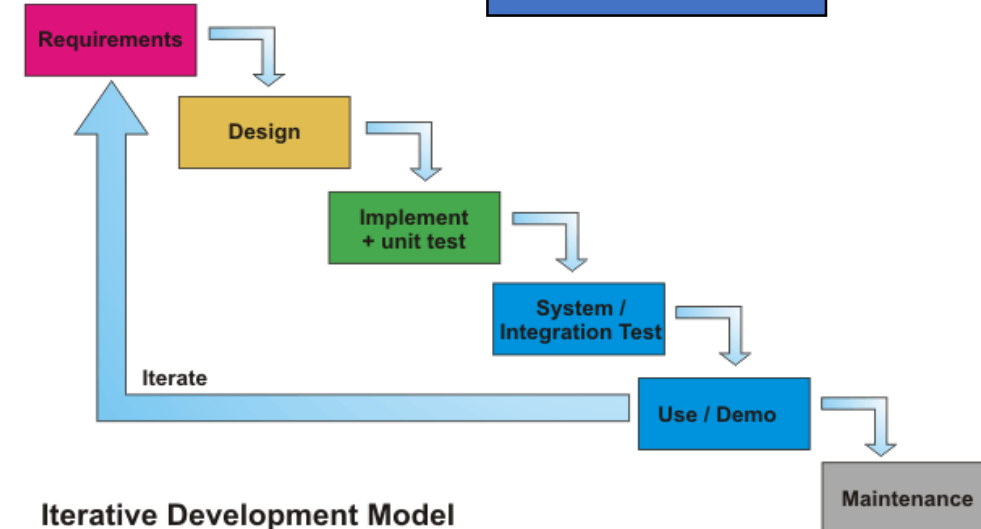 Requirements
Design
Implement
+ unit test
System /
Integration Test
Iterate
Use / Demo
Maintenance
Iterative Development Model